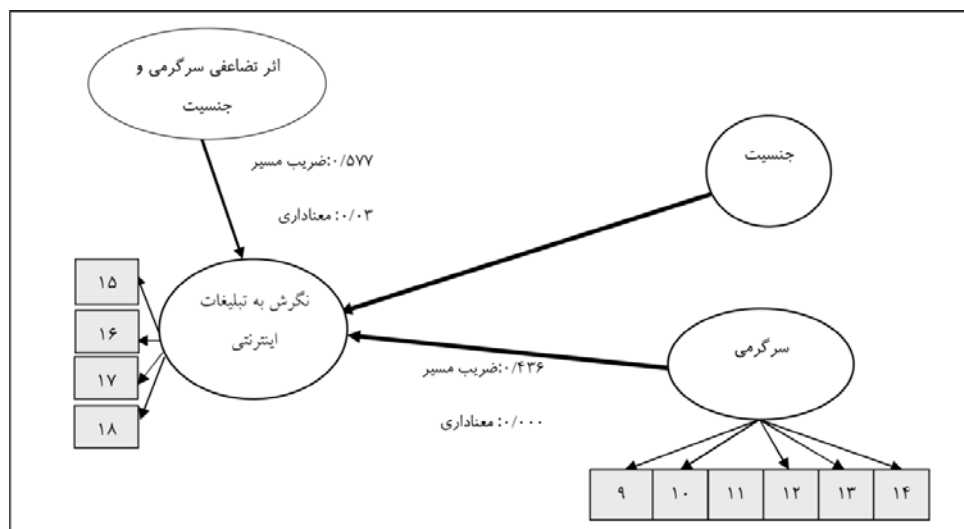 اثر تضاعفی سرگرمی و
جنسیت
جنسیت
ضریب مسیر:۰/۵۷۷
معناداری :۰/۰۳
نگرش به تبلیغات
اینترنتی
۱۵
۱۶
۱۷
۱۸
سرگرمی
ضریب مسیر:۰/۴۳۶
معناداری :۰/۰۰۰
۹ ۱۰ ۱۱ ۱۲ ۱۳ ۱۴